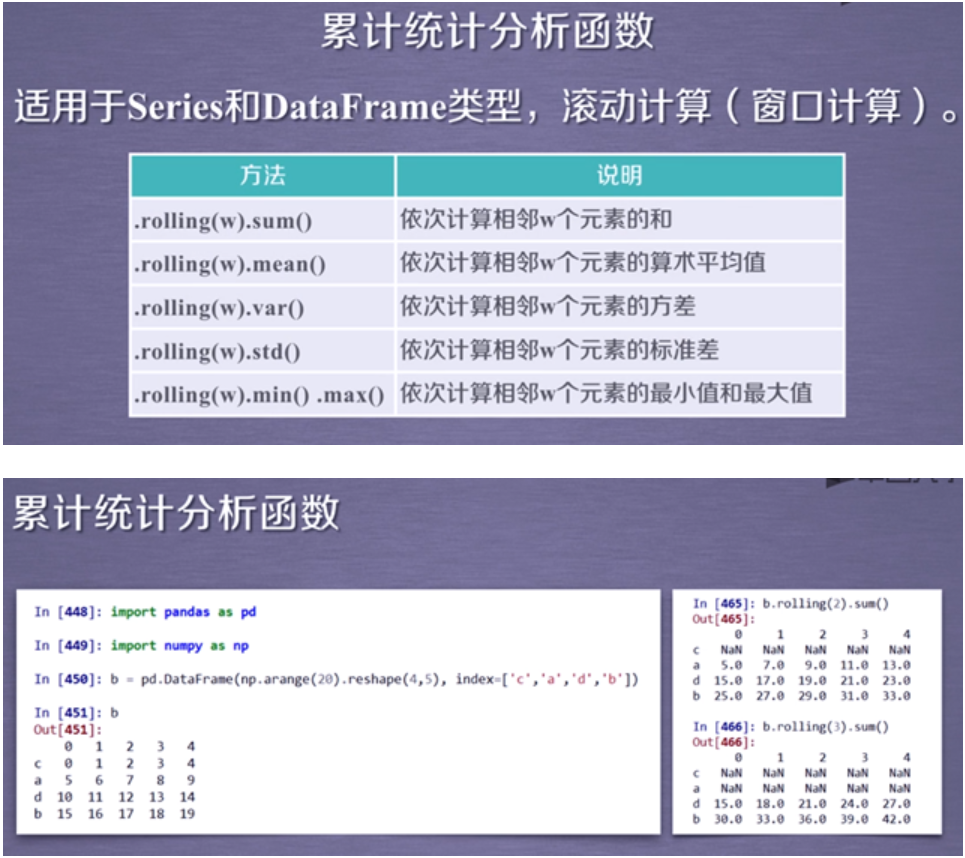 累计统计分析函数
适用于Series和DataFrame类型，滚动计算（窗口计算）。
方法 说明
.rolling(w).sum() 依次计算相邻w个元素的和
.rolling(w).mean() 依次计算相邻w个元素的算术平均值
.rolling(w).var() 依次计算相邻w个元素的方差
.rolling(w).std() 依次计算相邻w个元素的标准差
.rolling(w).min() .max() 依次计算相邻w个元素的最小值和最大值
累计统计分析函数
In [448]: import pandas as pd
In [449]: import numpy as np
In [450]: b = pd.DataFrame(np.arange(20).reshape(4,5), index=['c','a','d','b'])
In [451]: b
Out[451]:
0 1 2 3 4
c 0 1 2 3 4
a 5 6 7 8 9
d 10 11 12 13 14
b 15 16 17 18 19
In [465]: b.rolling(2).sum()
Out[465]:
0 1 2 3 4
c NaN NaN NaN NaN NaN
a 5.0 7.0 9.0 11.0 13.0
d 15.0 17.0 19.0 21.0 23.0
b 25.0 27.0 29.0 31.0 33.0
In [466]: b.rolling(3).sum()
Out[466]:
0 1 2 3 4
c NaN NaN NaN NaN NaN
a NaN NaN NaN NaN NaN
d 15.0 18.0 21.0 24.0 27.0
b 30.0 33.0 36.0 39.0 42.0